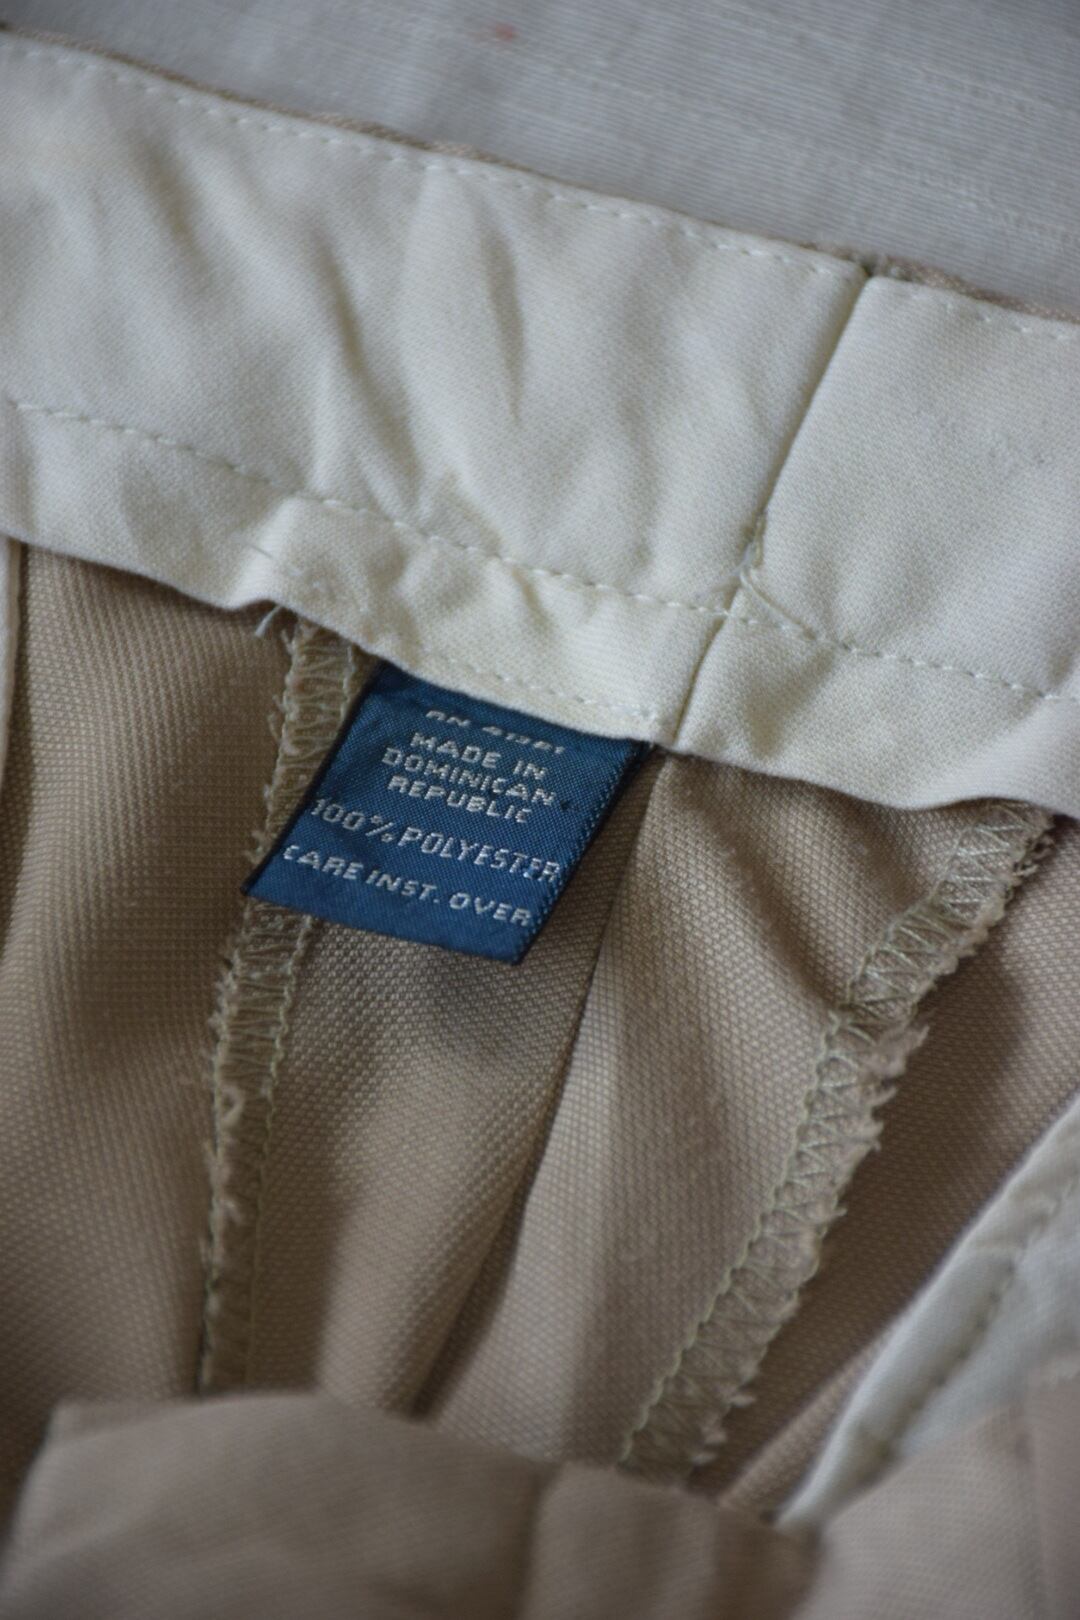 MADE IN
DOMINICAN
REPUBLIC
100% POLYESTER
CARE INST. OVER